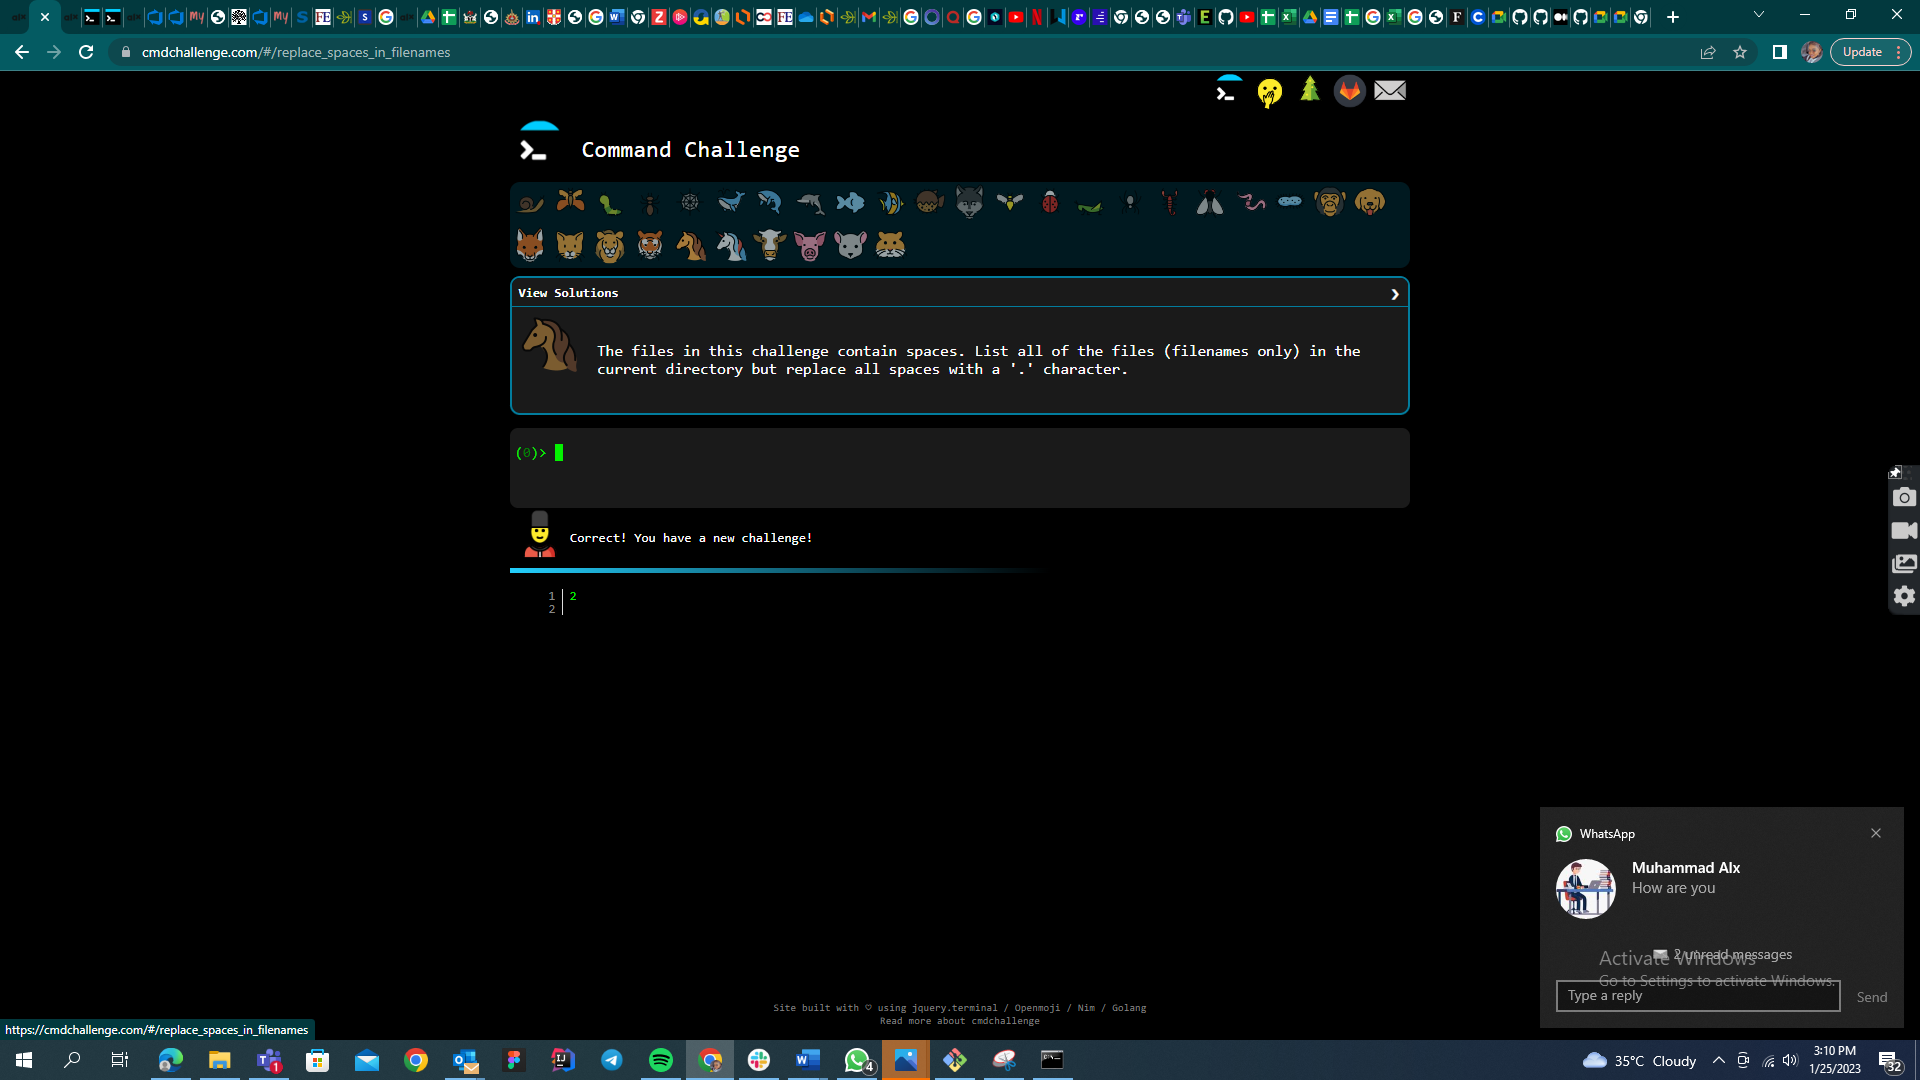 cmdchallenge.com/#/replace_spaces_in_filenames
Update
Command Challenge
View Solutions
The files in this challenge contain spaces. List all of the files (filenames only) in the
current directory but replace all spaces with a '.' character.
(0)>
Correct! You have a new challenge!
1 2
2
WhatsApp
Muhammad Alx
How are you
2 unread messages
Activate Windows
Go to Settings to activate Windows.
Type a reply
Send
Site built with ♡ using jquery.terminal / Openmoji / Nim / Golang
Read more about cmdchallenge
https://cmdchallenge.com/#/replace_spaces_in_filenames
1
4
35°C Cloudy
3:10 PM
1/25/2023
32